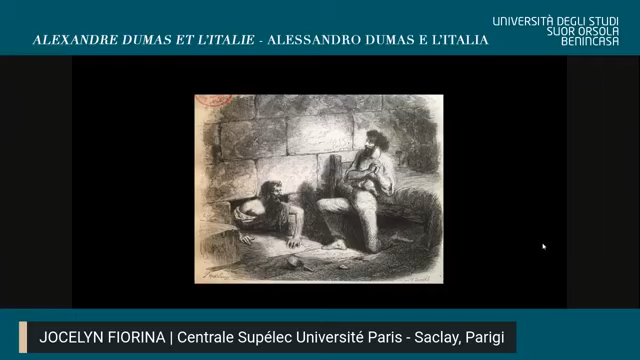 UNIVERSITÀ DEGLI STUDI
SUOR ORSOLA
BENINCASA
ALEXANDRE DUMAS ET L'ITALIE - ALESSANDRO DUMAS E L'ITALIA
JOCELYN FIORINA | Centrale Supélec Université Paris - Saclay, Parigi